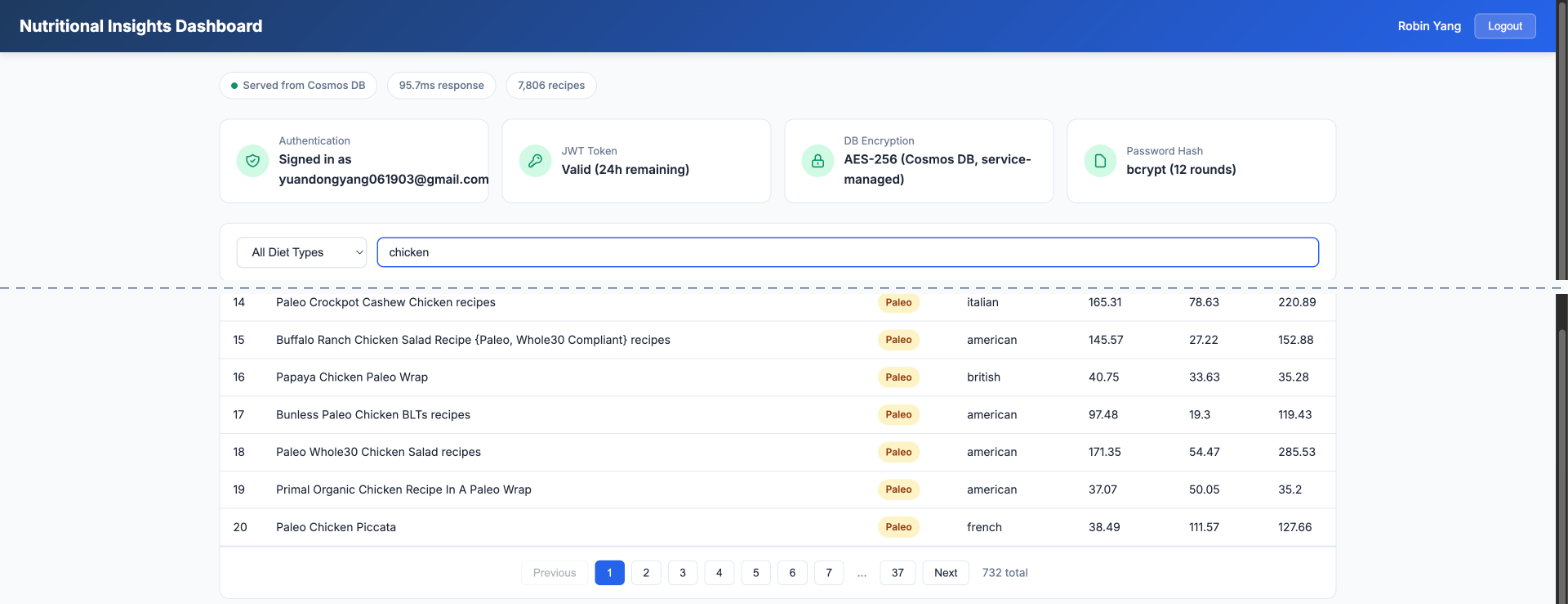 Nutritional Insights Dashboard
Robin Yang
Logout
Served from Cosmos DB
95.7ms response
7,806 recipes
Authentication
Signed in as
yuandongyang061903@gmail.com
JWT Token
Valid (24h remaining)
DB Encryption
AES-256 (Cosmos DB, service-
managed)
Password Hash
bcrypt (12 rounds)
All Diet Types
chicken
14 Paleo Crockpot Cashew Chicken recipes Paleo italian 165.31 78.63 220.89
15 Buffalo Ranch Chicken Salad Recipe {Paleo, Whole30 Compliant} recipes Paleo american 145.57 27.22 152.88
16 Papaya Chicken Paleo Wrap Paleo british 40.75 33.63 35.28
17 Bunless Paleo Chicken BLTs recipes Paleo american 97.48 19.3 119.43
18 Paleo Whole30 Chicken Salad recipes Paleo american 171.35 54.47 285.53
19 Primal Organic Chicken Recipe In A Paleo Wrap Paleo american 37.07 50.05 35.2
20 Paleo Chicken Piccata Paleo french 38.49 111.57 127.66
Previous 1 2 3 4 5 6 7 ... 37 Next 732 total